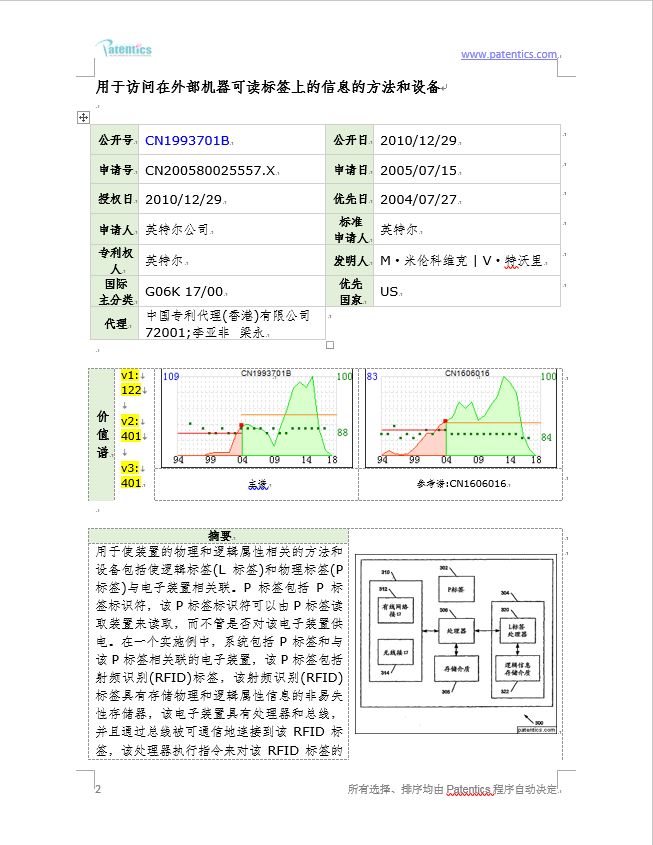 Patentics
www.patentics.com
用于访问在外部机器可读标签上的信息的方法和设备
公开号 CN1993701B 公开日 2010/12/29
申请号 CN200580025557.X 申请日 2005/07/15
授权日 2010/12/29 优先日 2004/07/27
申请人 英特尔公司 标准
申请人 英特尔
专利权
人 英特尔 发明人 M·米伦科维克 | V·特沃里
国际
主分类 G06K 17/00 优先
国家 US
代理 中国专利代理(香港)有限公司
72001;李亚非 梁永
价值谱
v1:
122
v2:
401
v3:
401
109 CN1993701B 100
88
94 99 04 09 14 18
主谱
83 CN1606016 100
84
94 99 04 09 14 18
参考谱:CN1606016
摘要
用于使装置的物理和逻辑属性相关的方法和
设备包括使逻辑标签(L 标签)和物理标签(P
标签)与电子装置相关联。P 标签包括 P 标
签标识符，该 P 标签标识符可以由 P 标签读
取装置来读取，而不管是否对该电子装置供
电。在一个实施例中，系统包括 P 标签和与
该 P 标签相关联的电子装置，该 P 标签包括
射频识别(RFID)标签，该射频识别(RFID)
标签具有存储物理和逻辑属性信息的非易失
性存储器，该电子装置具有处理器和总线，
并且通过总线被可通信地连接到该 RFID 标
签，该处理器执行指令来对该 RFID 标签的
310
302
P标签
304
312
有线网络
接口
306
处理器
320
L标签
处理器
无线接口
314
存储介质
308
逻辑信息
存储介质
322
300
patentics.com
2
所有选择、排序均由 Patentics 程序自动决定